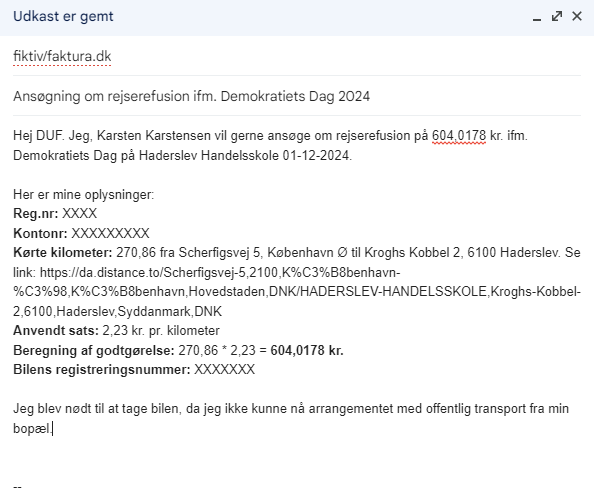 Udkast er gemt
fiktiv/faktura.dk
Ansøgning om rejserefusion ifm. Demokratiets Dag 2024
Hej DUF. Jeg, Karsten Karstensen vil gerne ansøge om rejserefusion på 604,0178 kr. ifm.
Demokratiets Dag på Haderslev Handelsskole 01-12-2024.
Her er mine oplysninger:
Reg.nr: XXXX
Kontonr: XXXXXXXXX
Kørte kilometer: 270,86 fra Scherfigsvej 5, København Ø til Kroghs Kobbel 2, 6100 Haderslev. Se
link: https://da.distance.to/Scherfigsvej-5,2100,K%C3%B8benhavn-
%C3%98,K%C3%B8benhavn,Hovedstaden,DNK/HADERSLEV-HANDELSSKOLE,Kroghs-Kobbel-
2,6100,Haderslev,Syddanmark,DNK
Anvendt sats: 2,23 kr. pr. kilometer
Beregning af godtgørelse: 270,86 * 2,23 = 604,0178 kr.
Bilens registreringsnummer: XXXXXXX
Jeg blev nødt til at tage bilen, da jeg ikke kunne nå arrangementet med offentlig transport fra min
bopæl.
--